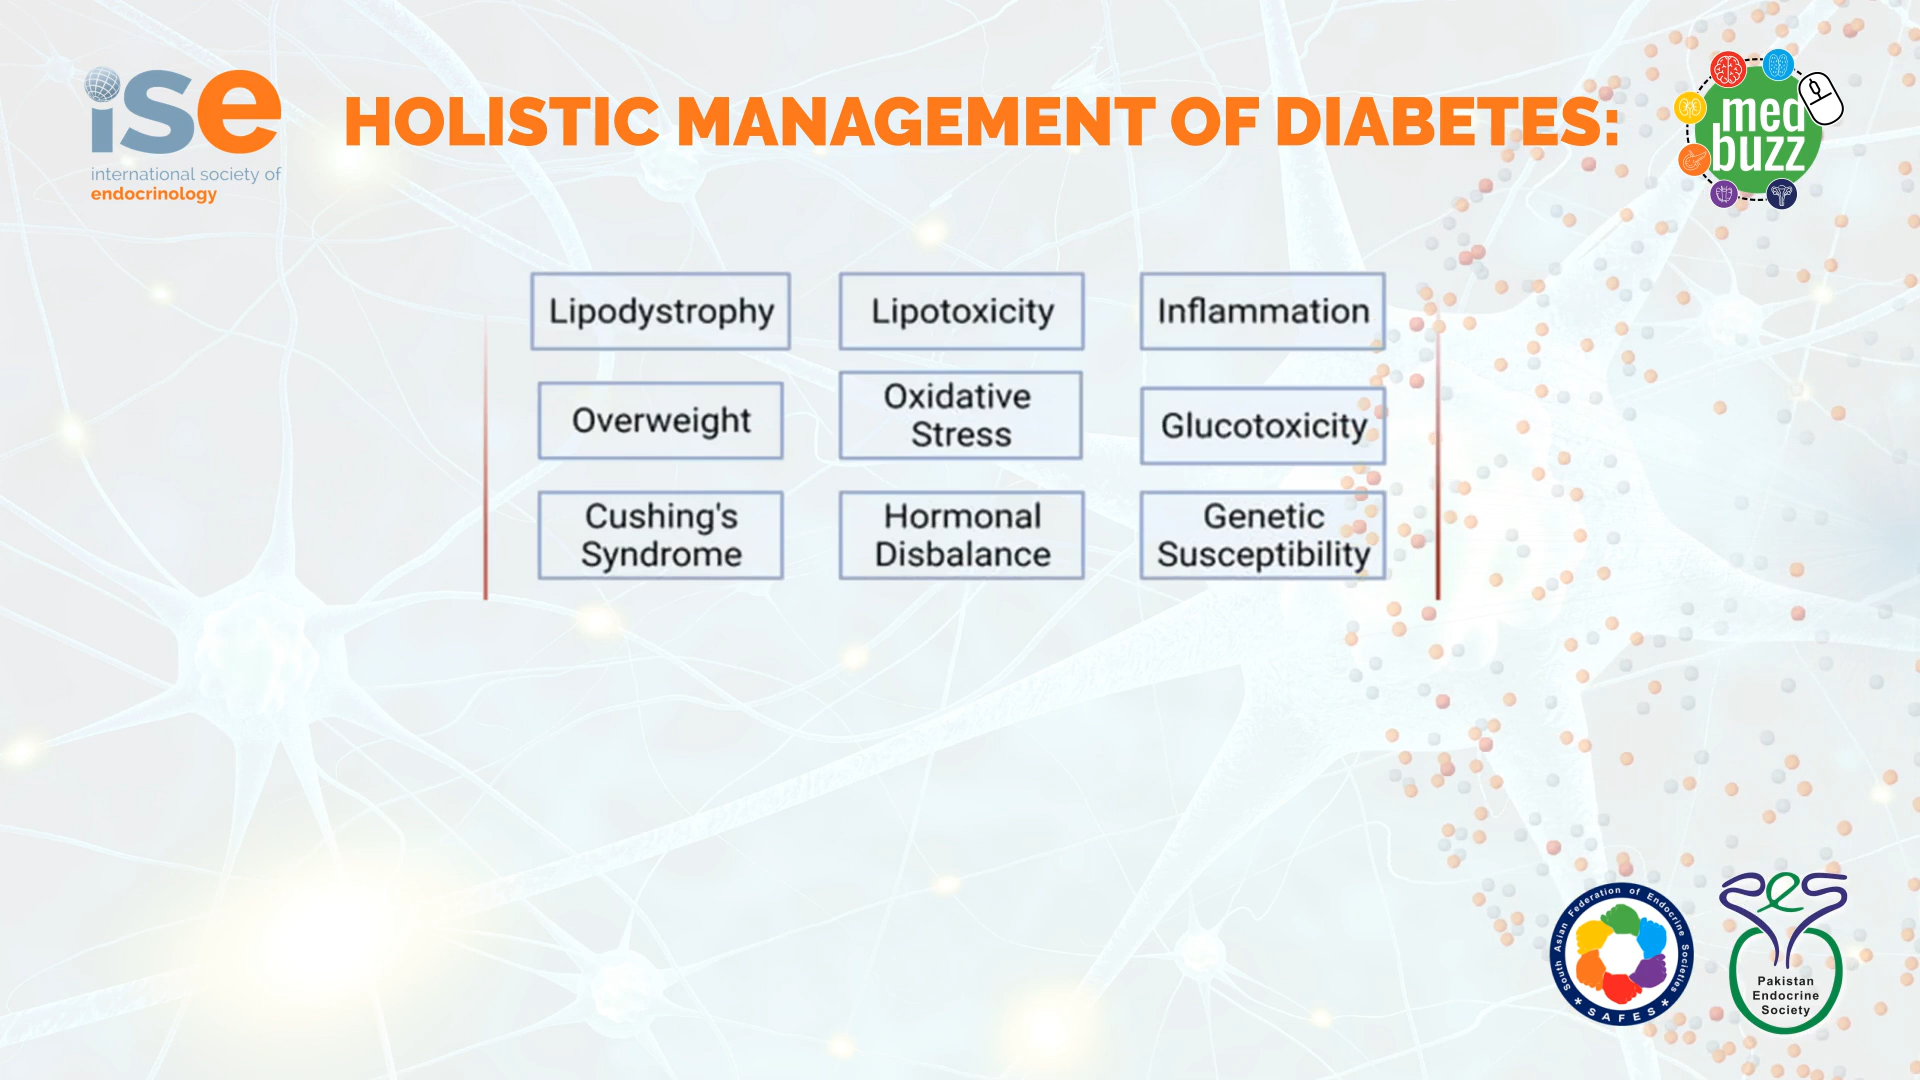 ise
international society of
endocrinology
HOLISTIC MANAGEMENT OF DIABETES:
med
buzz
Lipodystrophy
Lipotoxicity
Inflammation
Overweight
Oxidative
Stress
Glucotoxicity
Cushing's
Syndrome
Hormonal
Disbalance
Genetic
Susceptibility
South Asian Federation of Endocrine Societies
SAFES
PES
Pakistan
Endocrine
Society